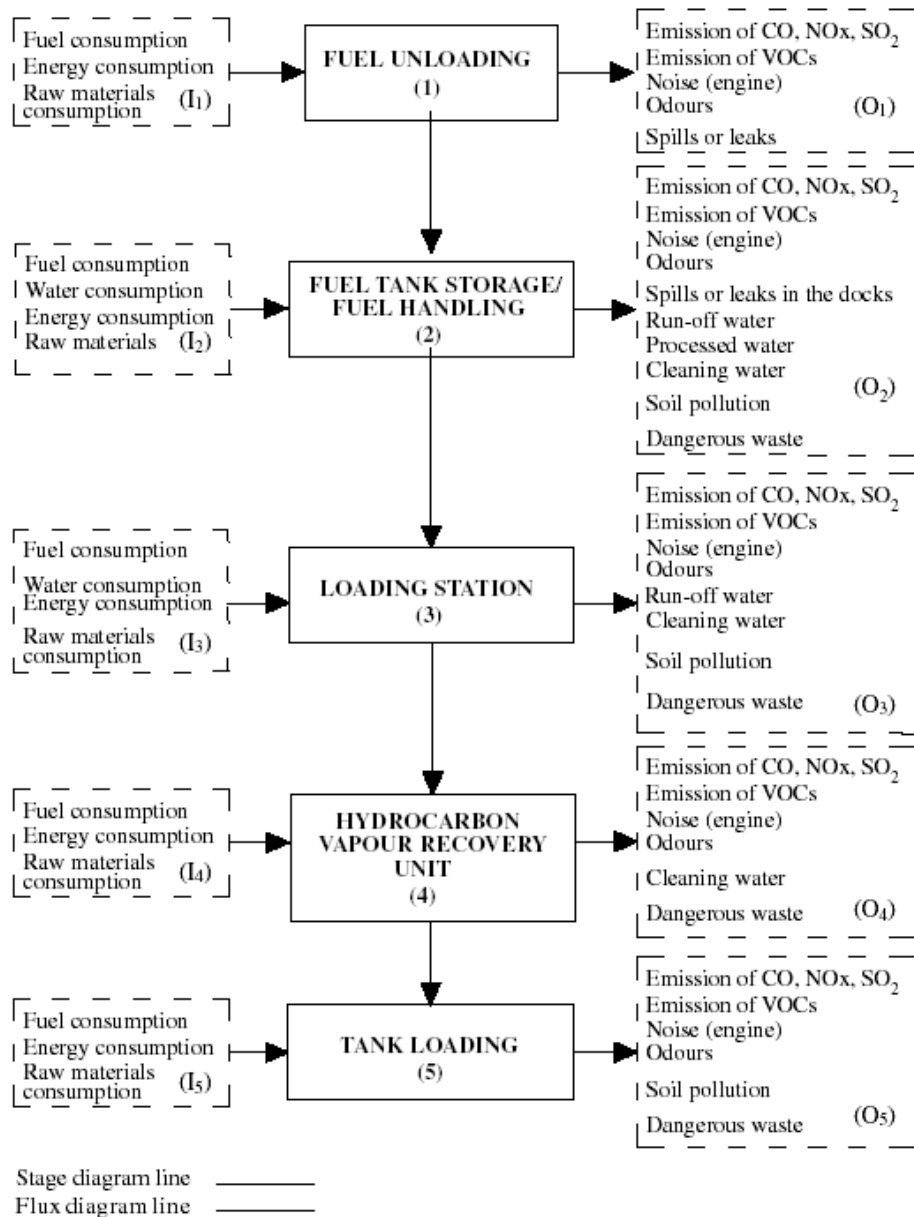 Fuel consumption
Energy consumption
Raw materials
consumption (I1)
FUEL UNLOADING
(1)
Emission of CO, NOx, SO2
Emission of VOCs
Noise (engine)
Odours (O1)
Spills or leaks
Fuel consumption
Water consumption
Energy consumption
Raw materials (I2)
FUEL TANK STORAGE/
FUEL HANDLING
(2)
Emission of CO, NOx, SO2
Emission of VOCs
Noise (engine)
Odours
Spills or leaks in the docks
Run-off water
Processed water
Cleaning water
(O2)
Soil pollution
Dangerous waste
Fuel consumption
Water consumption
Energy consumption
Raw materials
consumption (I3)
LOADING STATION
(3)
Emission of CO, NOx, SO2
Emission of VOCs
Noise (engine)
Odours
Run-off water
Cleaning water
Soil pollution
Dangerous waste (O3)
Fuel consumption
Energy consumption
Raw materials
consumption (I4)
HYDROCARBON
VAPOUR RECOVERY
UNIT
(4)
Emission of CO, NOx, SO2
Emission of VOCs
Noise (engine)
Odours
Cleaning water
Dangerous waste (O4)
Fuel consumption
Energy consumption
Raw materials
consumption (I5)
TANK LOADING
(5)
Emission of CO, NOx, SO2
Emission of VOCs
Noise (engine)
Odours
Soil pollution
Dangerous waste (O5)
Stage diagram line
Flux diagram line